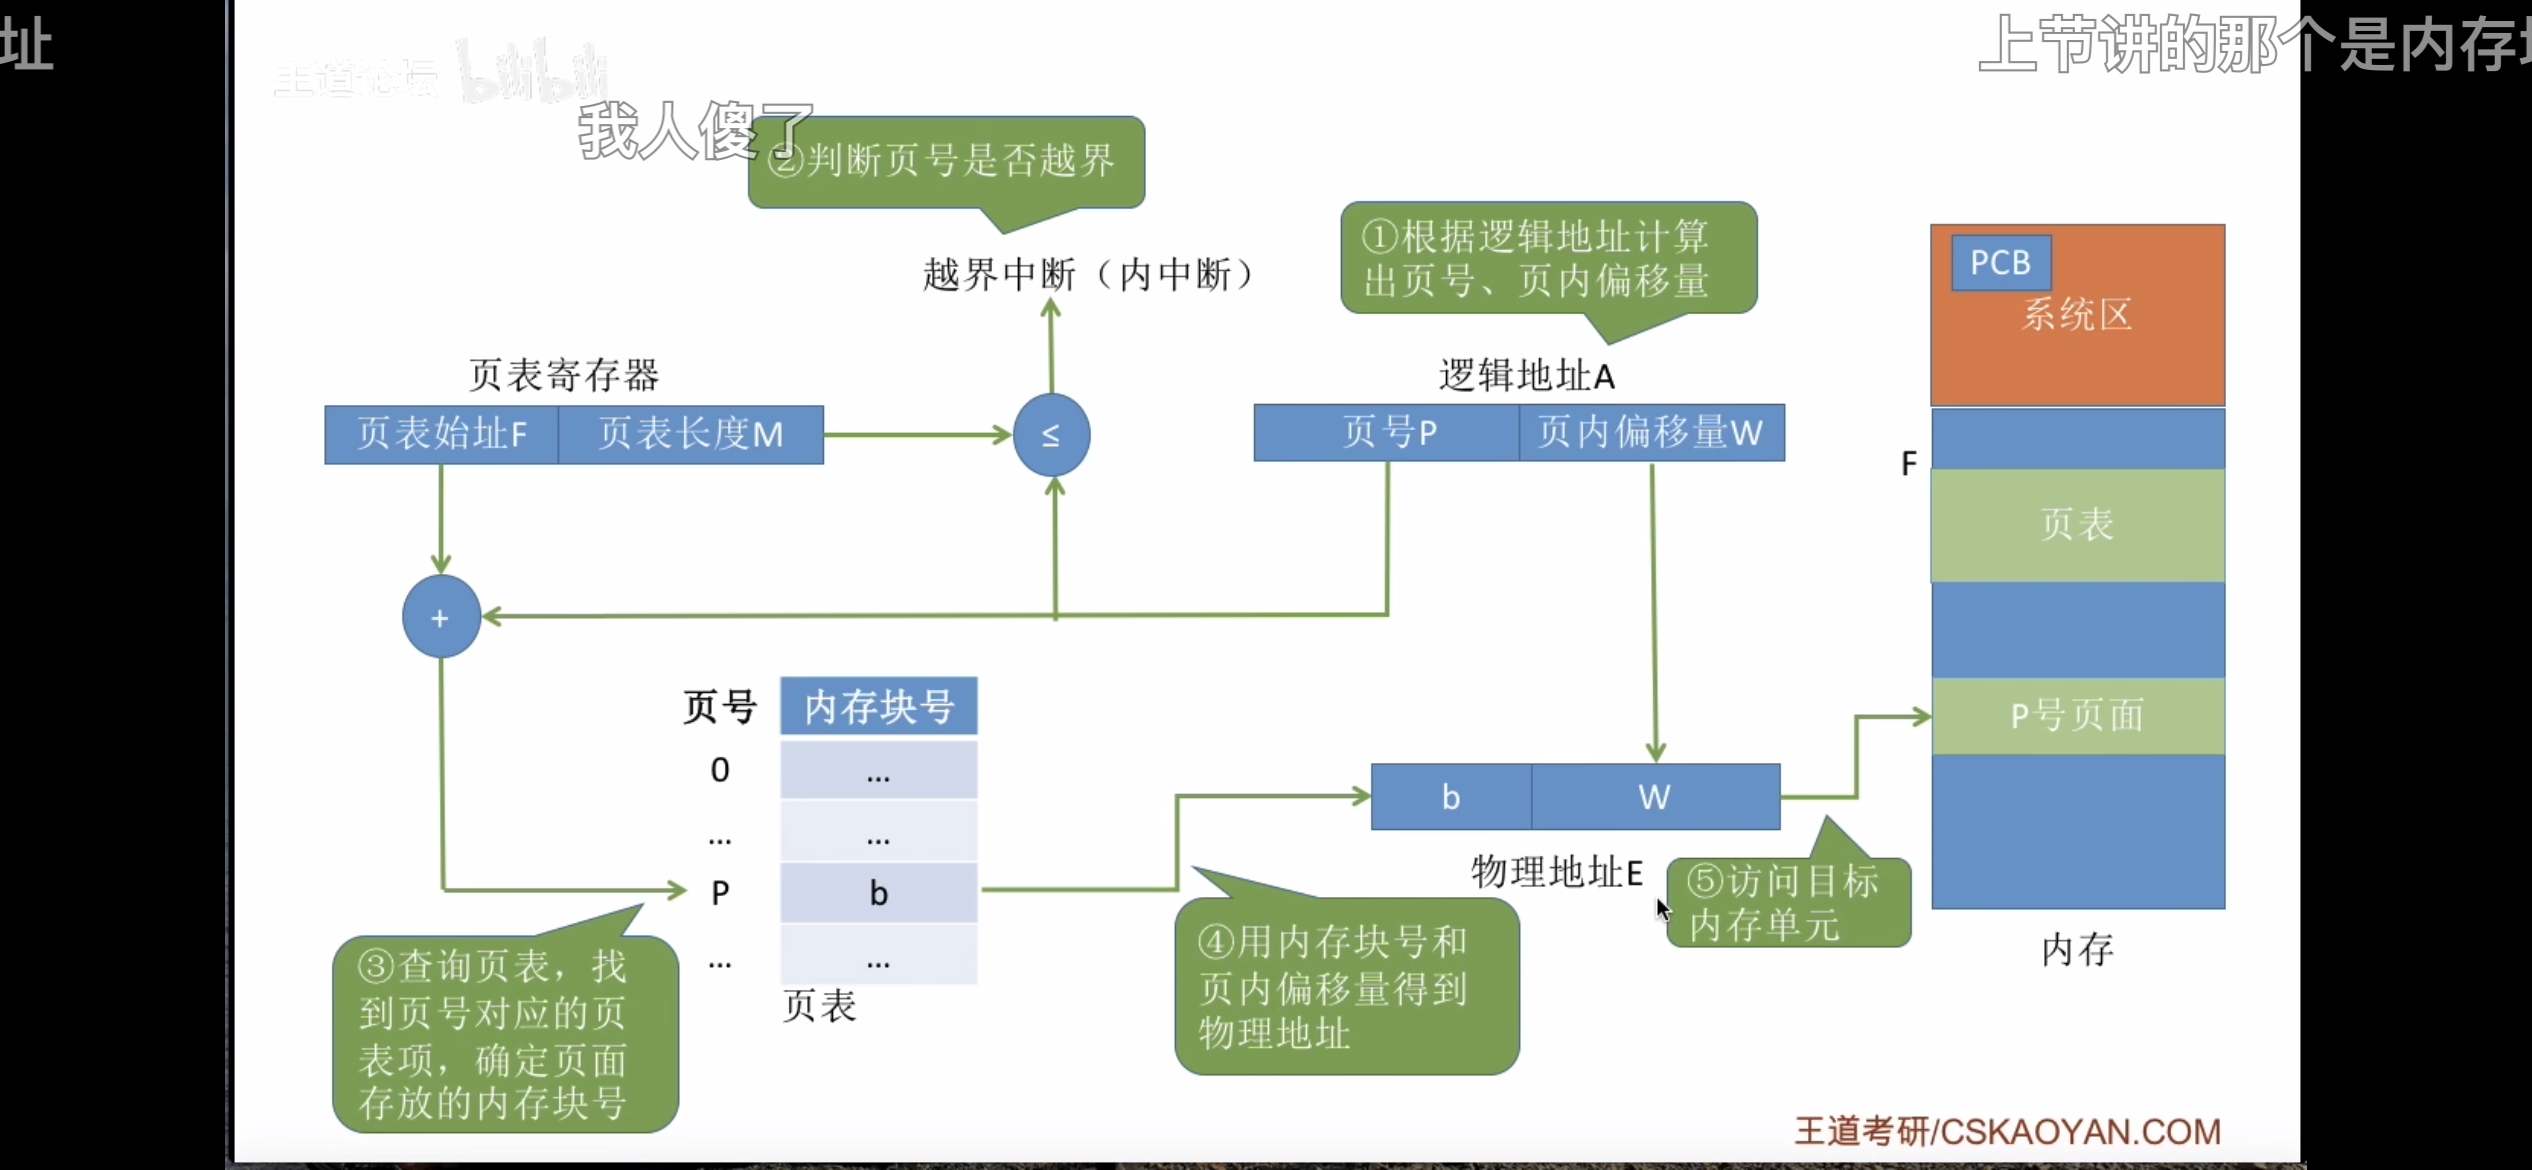 址
上节讲的那个是内存块
王道论坛 bilibili
我人傻了
②判断页号是否越界
越界中断（内中断）
①根据逻辑地址计算
出页号、页内偏移量
PCB
系统区
页表寄存器
逻辑地址A
页表始址F
页表长度M
≤
页号P
页内偏移量W
F
页表
+
页号
内存块号
P号页面
0
...
...
...
b
W
P
b
物理地址E
...
...
页表
③查询页表，找
到页号对应的页
表项，确定页面
存放的内存块号
④用内存块号和
页内偏移量得到
物理地址
⑤访问目标
内存单元
内存
王道考研/CSKAOYAN.COM